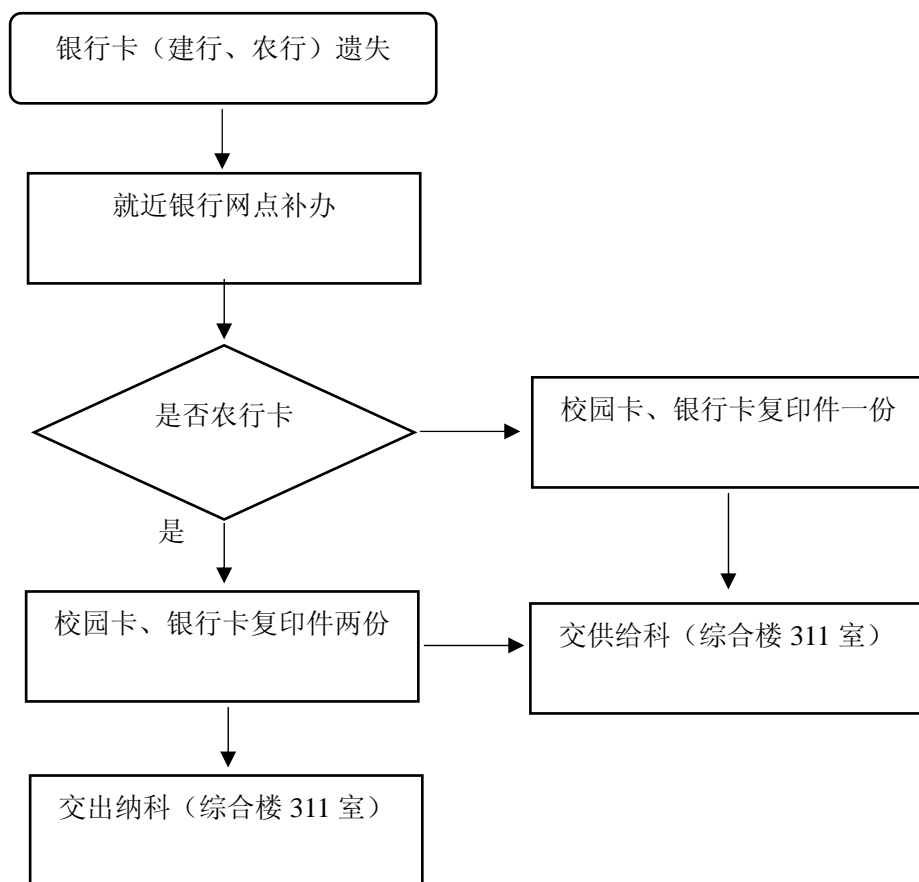 银行卡（建行、农行）遗失
就近银行网点补办
是否农行卡
校园卡、银行卡复印件一份
是
校园卡、银行卡复印件两份
交供给科（综合楼 311 室）
交出纳科（综合楼 311 室）